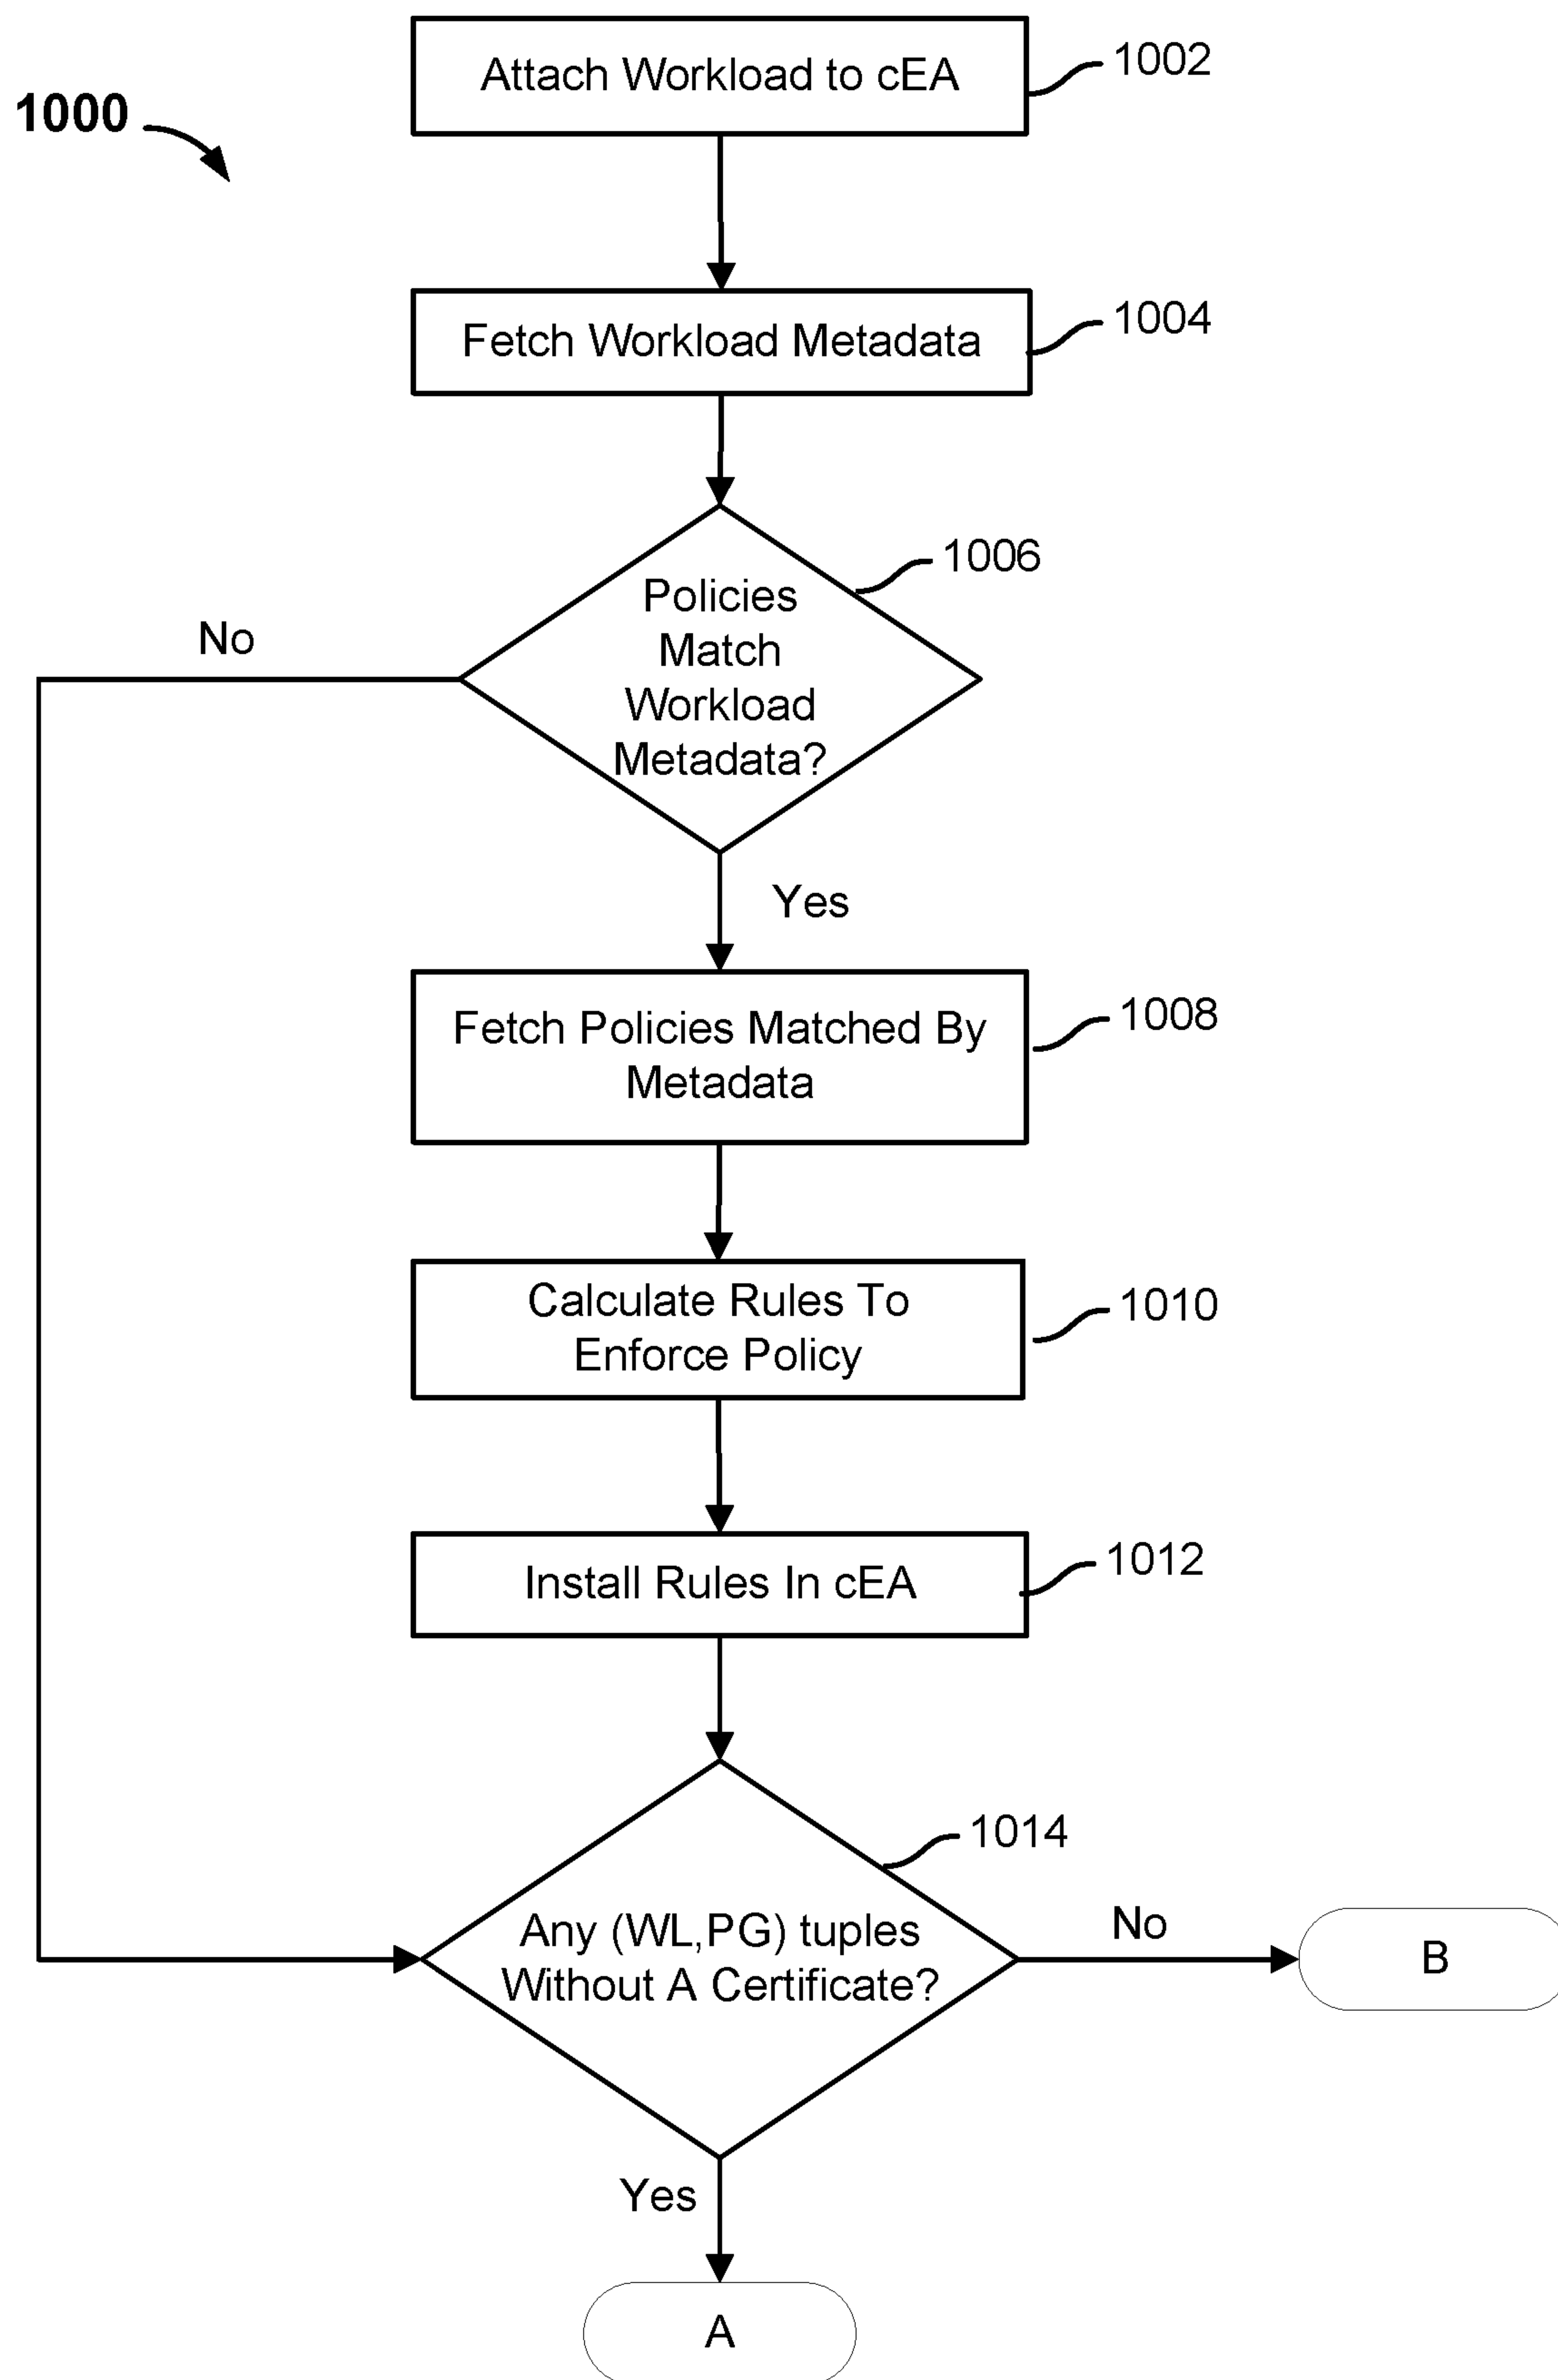 1000
Attach Workload to cEA
1002
Fetch Workload Metadata
1004
Policies
Match
Workload
Metadata?
1006
No
Yes
Fetch Policies Matched By
Metadata
1008
Calculate Rules To
Enforce Policy
1010
Install Rules In cEA
1012
Any (WL,PG) tuples
Without A Certificate?
1014
No
B
Yes
A